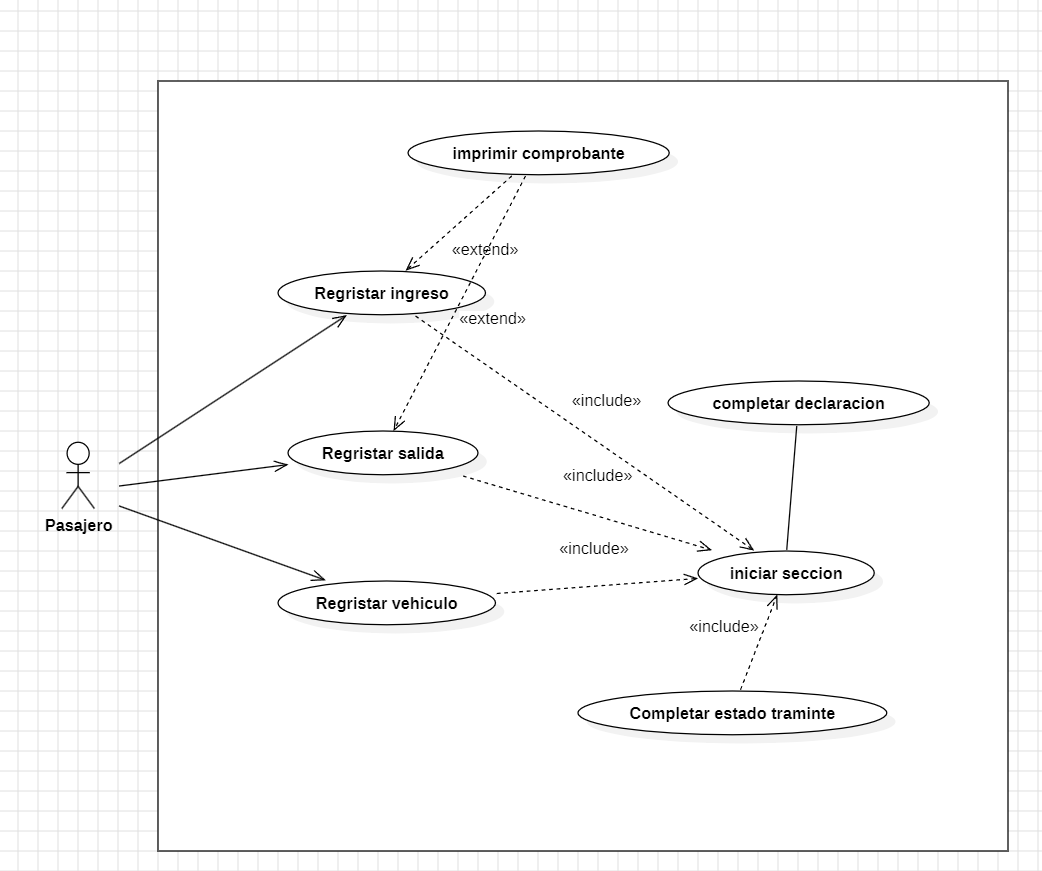 imprimir comprobante
«extend»
Regristar ingreso
«extend»
«include»
completar declaracion
Regristar salida
«include»
Pasajero
«include»
iniciar seccion
Regristar vehiculo
«include»
Completar estado traminte